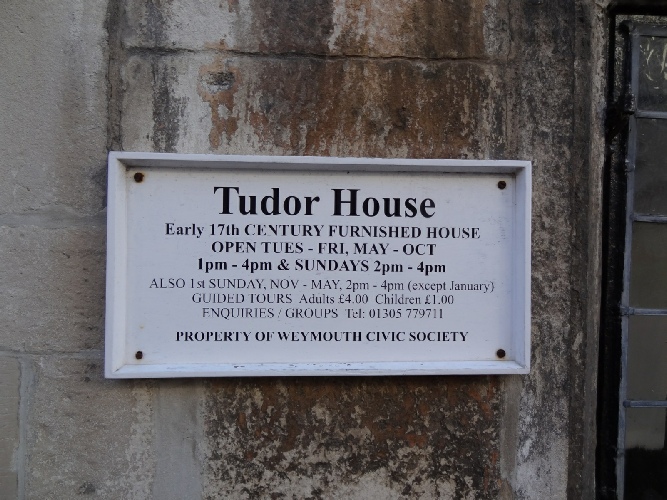 Tudor House
Early 17th CENTURY FURNISHED HOUSE
OPEN TUES - FRI, MAY - OCT
1pm - 4pm & SUNDAYS 2pm - 4pm
ALSO 1st SUNDAY, NOV - MAY, 2pm - 4pm (except January)
GUIDED TOURS Adults £4.00 Children £1.00
ENQUIRIES / GROUPS Tel: 01305 779711
PROPERTY OF WEYMOUTH CIVIC SOCIETY